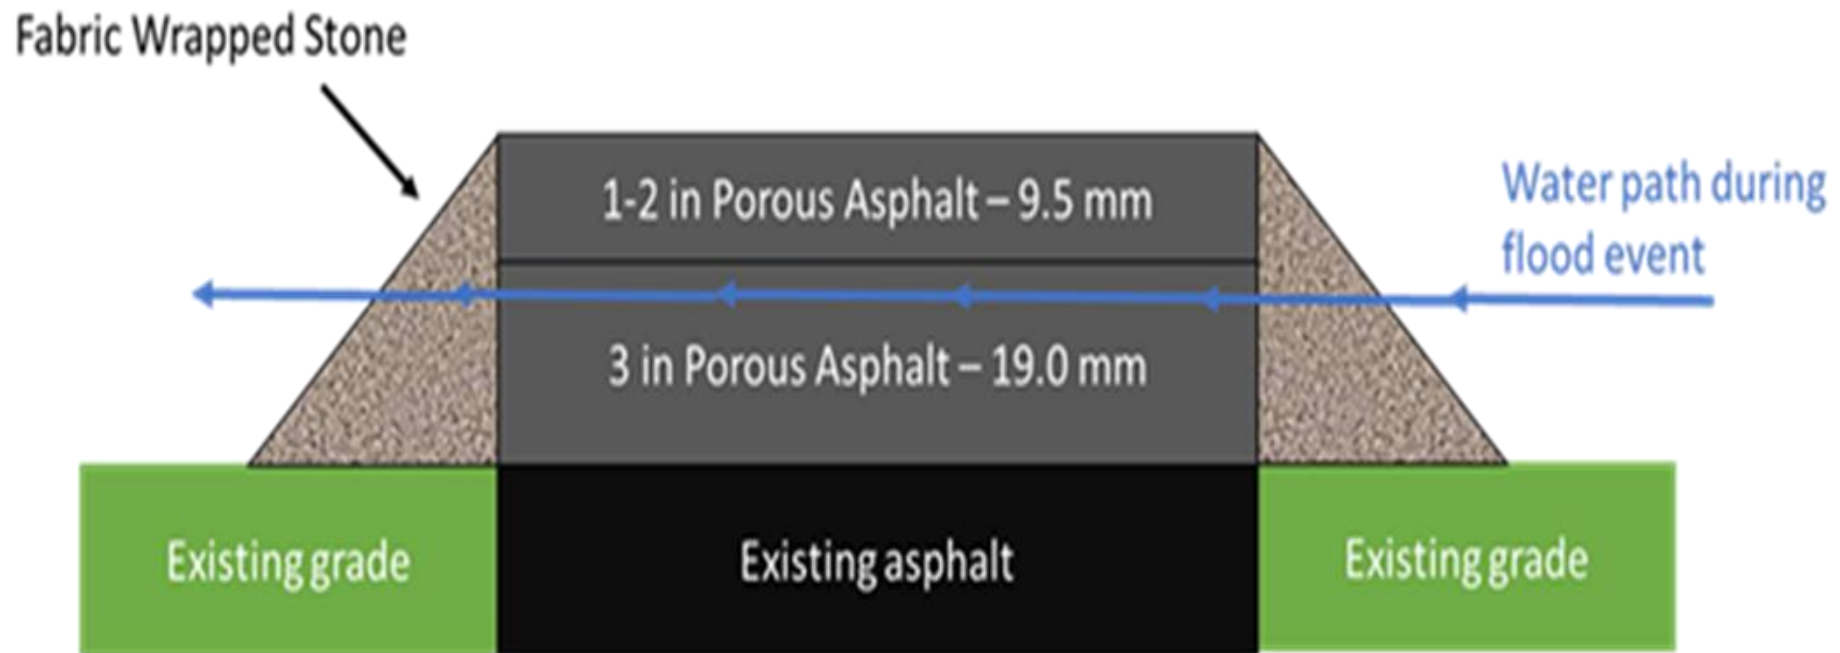 Fabric Wrapped Stone
1-2 in Porous Asphalt – 9.5 mm
Water path during
flood event
3 in Porous Asphalt – 19.0 mm
Existing grade
Existing asphalt
Existing grade